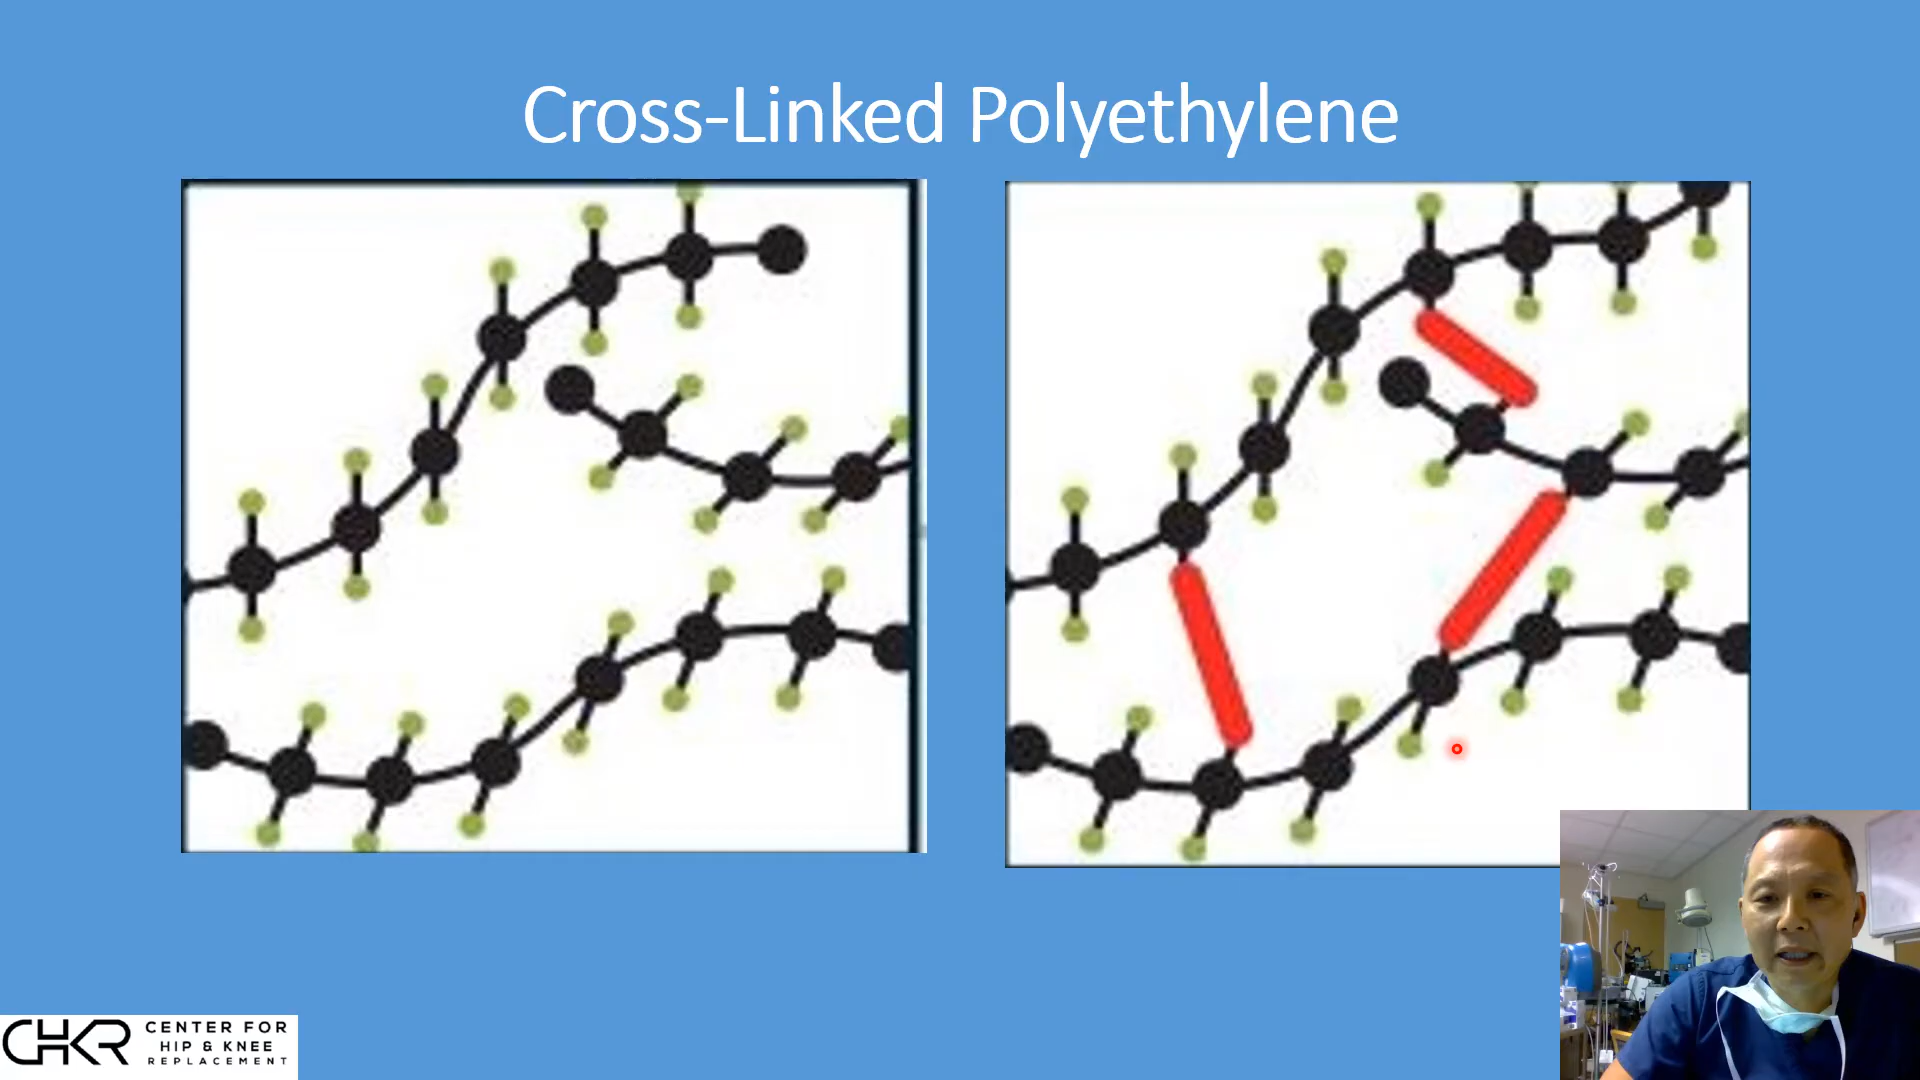 Cross-Linked Polyethylene
CHKR
CENTER FOR
HIP & KNEE
REPLACEMENT